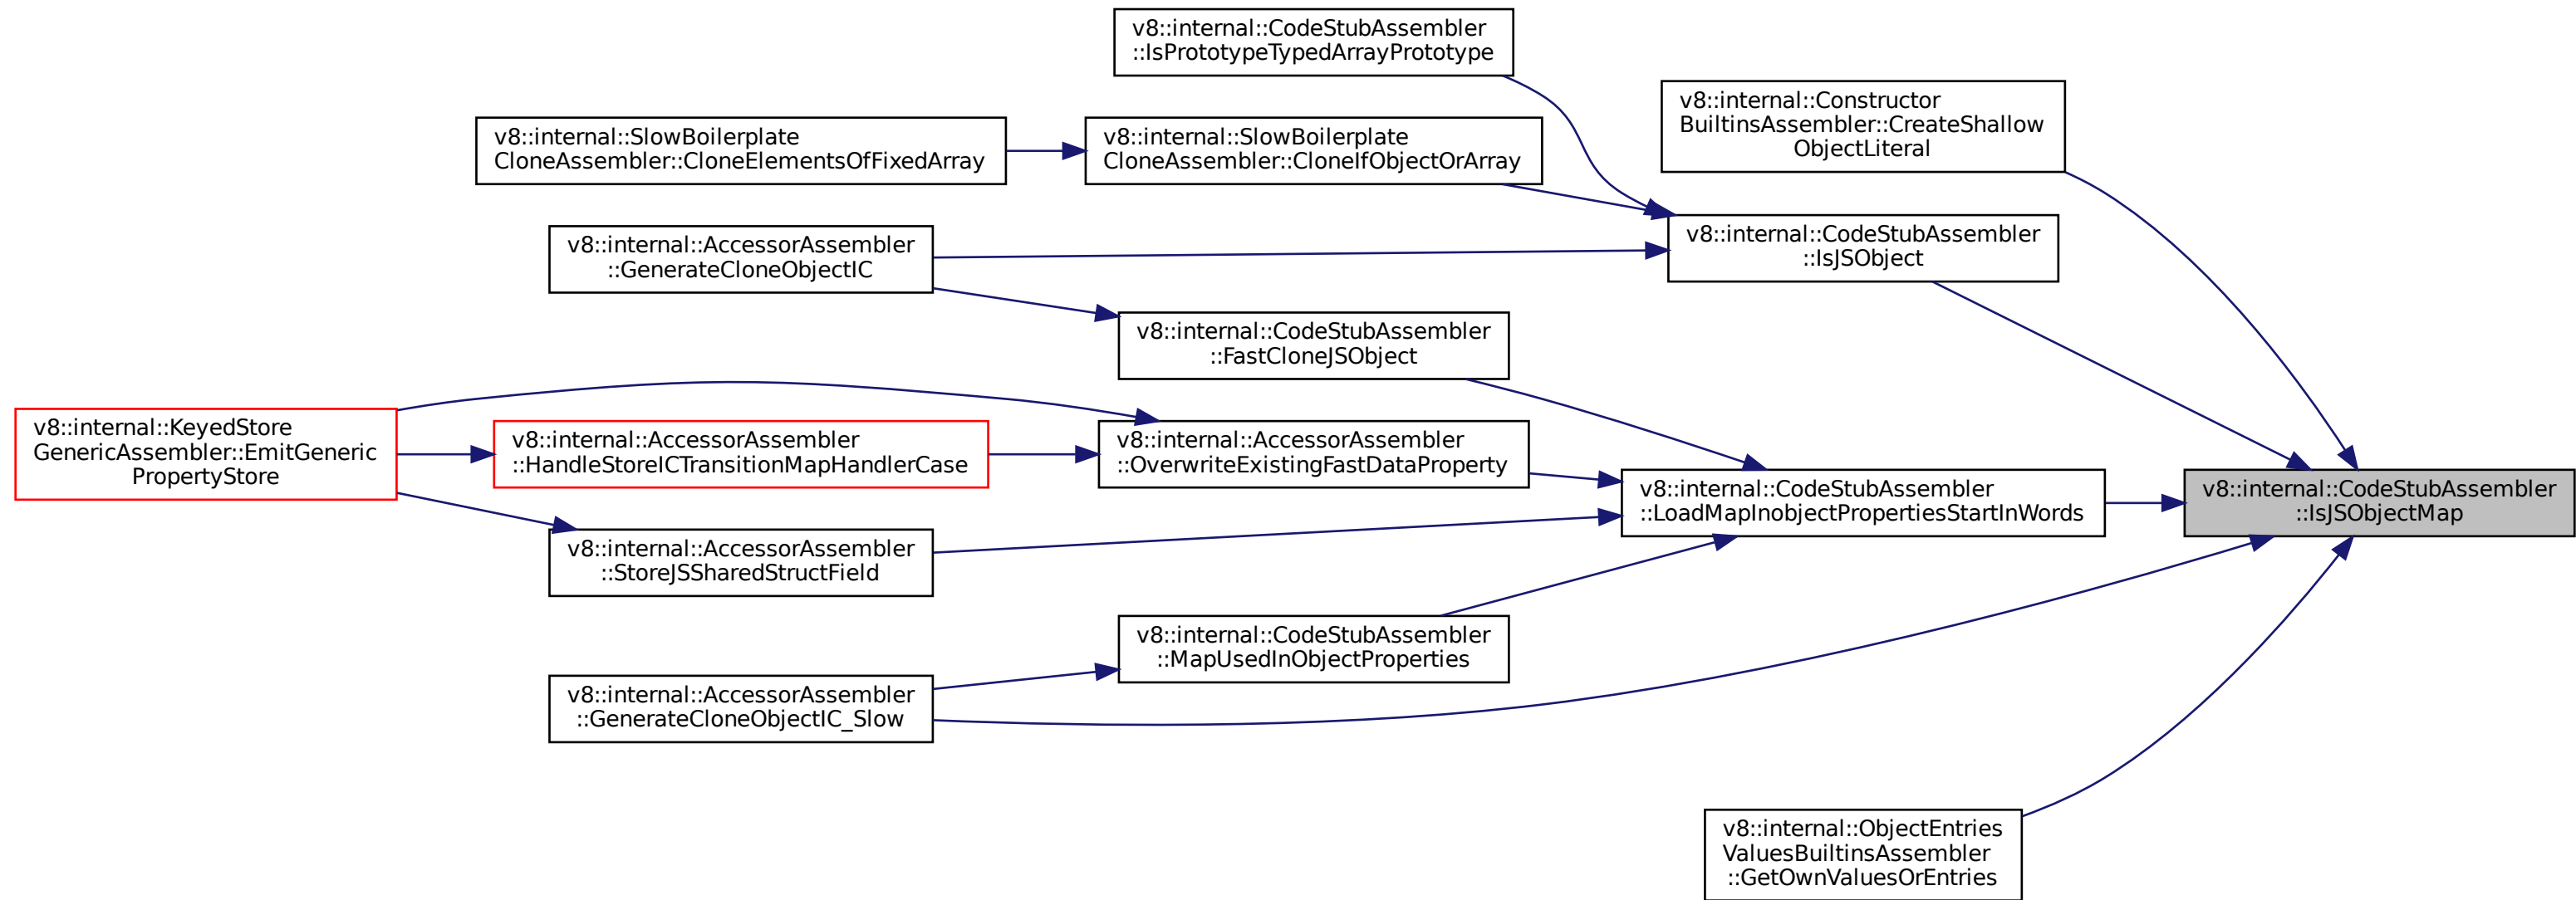 v8::internal::CodeStubAssembler
::IsPrototypeTypedArrayPrototype
v8::internal::Constructor
BuiltinsAssembler::CreateShallow
ObjectLiteral
v8::internal::SlowBoilerplate
CloneAssembler::CloneElementsOfFixedArray
v8::internal::SlowBoilerplate
CloneAssembler::CloneIfObjectOrArray
v8::internal::CodeStubAssembler
::IsJSObject
v8::internal::AccessorAssembler
::GenerateCloneObjectIC
v8::internal::CodeStubAssembler
::FastCloneJSObject
v8::internal::KeyedStore
GenericAssembler::EmitGeneric
PropertyStore
v8::internal::AccessorAssembler
::HandleStoreICTransitionMapHandlerCase
v8::internal::AccessorAssembler
::OverwriteExistingFastDataProperty
v8::internal::CodeStubAssembler
::LoadMapInobjectPropertiesStartInWords
v8::internal::CodeStubAssembler
::IsJSObjectMap
v8::internal::AccessorAssembler
::StoreJSSharedStructField
v8::internal::CodeStubAssembler
::MapUsedInObjectProperties
v8::internal::AccessorAssembler
::GenerateCloneObjectIC_Slow
v8::internal::ObjectEntries
ValuesBuiltinsAssembler
::GetOwnValuesOrEntries